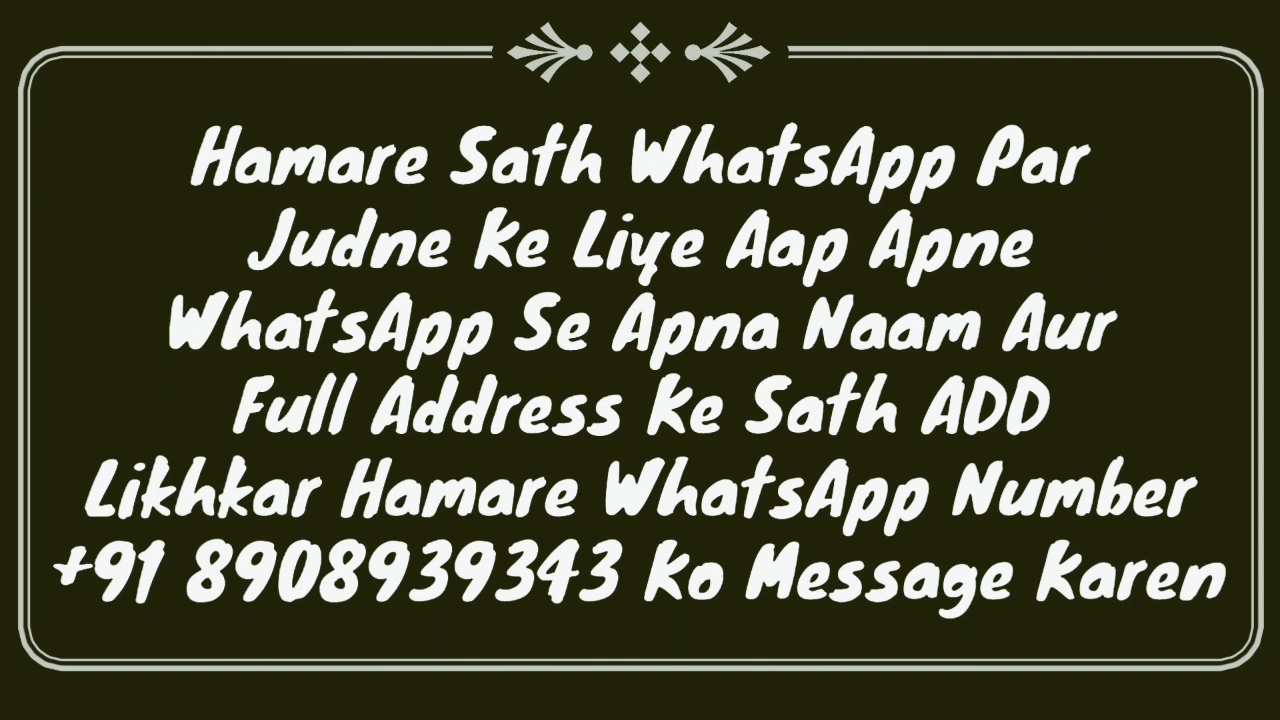 Hamare Sath WhatsApp Par
Judne Ke Liye Aap Apne
WhatsApp Se Apna Naam Aur
Full Address Ke Sath ADD
Likhkar Hamare WhatsApp Number
+91 8908939343 Ko Message Karen